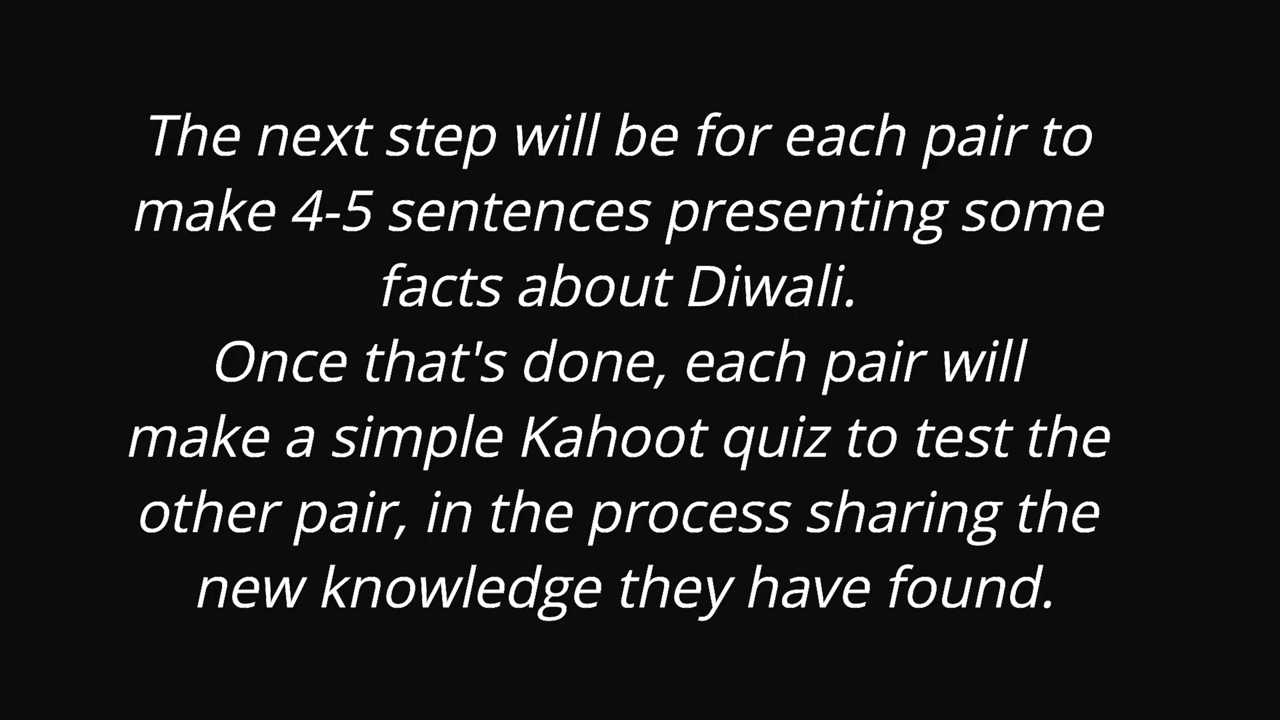 The next step will be for each pair to
make 4-5 sentences presenting some
facts about Diwali.
Once that's done, each pair will
make a simple Kahoot quiz to test the
other pair, in the process sharing the
new knowledge they have found.